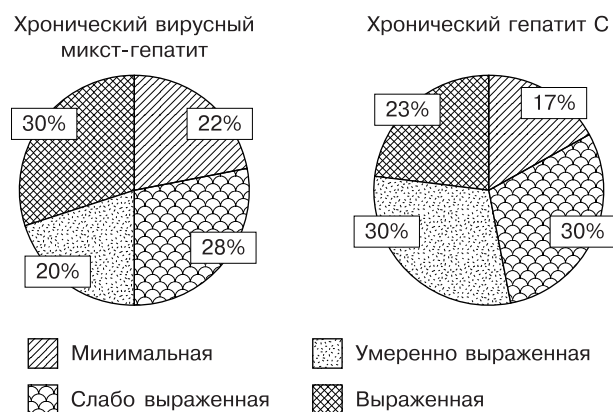 Хронический вирусный
микст-гепатит
Хронический гепатит С
30%
22%
28%
20%
23%
17%
30%
30%
Минимальная
Слабо выраженная
Умеренно выраженная
Выраженная